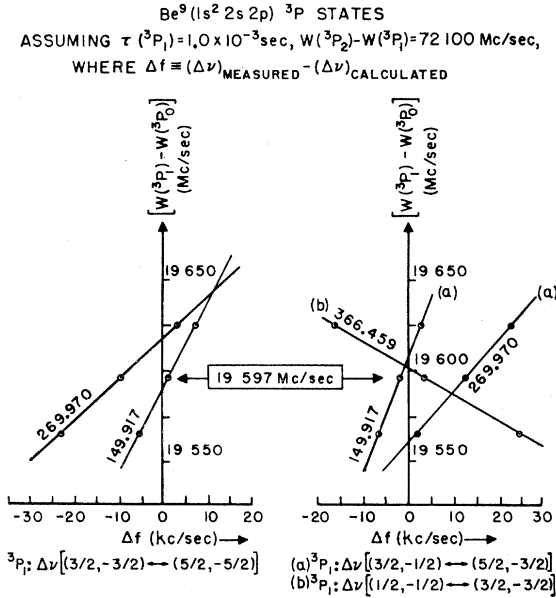 Be⁹(1s² 2s 2p) ³P STATES
ASSUMING τ (³P₁)=1.0 x 10⁻³sec, W(³P₂)-W(³P₁)=72 100 Mc/sec,
WHERE Δf ≡ (Δν)MEASURED - (Δν)CALCULATED
[W(³P₁) - W(³P₀)]
(Mc/sec)
19 650
269.970
149.917
19 550
-30 -20 -10 0 10 20
Δf (kc/sec)→
³P₁: Δν[(3/2,-3/2) ↔ (5/2,-5/2)]
19 597 Mc/sec
[W(³P₁) - W(³P₀)]
(Mc/sec)
19 650
(a)
(a)
(b)
366.459
19 600
269.970
149.917
19 550
-20 -10 0 10 20 30
Δf (kc/sec)→
(a)³P₁: Δν[(3/2,-1/2) ↔ (5/2,-3/2)]
(b)³P₁: Δν[(1/2,-1/2) ↔ (3/2,-3/2)]